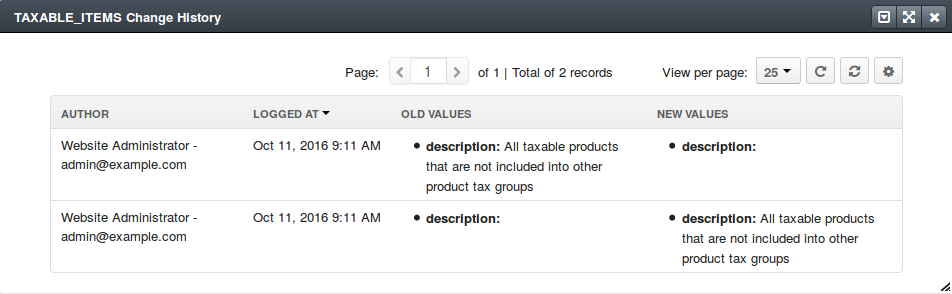 TAXABLE_ITEMS Change History
Page: 1 of 1 | Total of 2 records View per page: 25
AUTHOR LOGGED AT OLD VALUES NEW VALUES
Website Administrator - Oct 11, 2016 9:11 AM • description: All taxable products • description:
admin@example.com that are not included into other
product tax groups
Website Administrator - Oct 11, 2016 9:11 AM • description: • description: All taxable products
admin@example.com that are not included into other
product tax groups